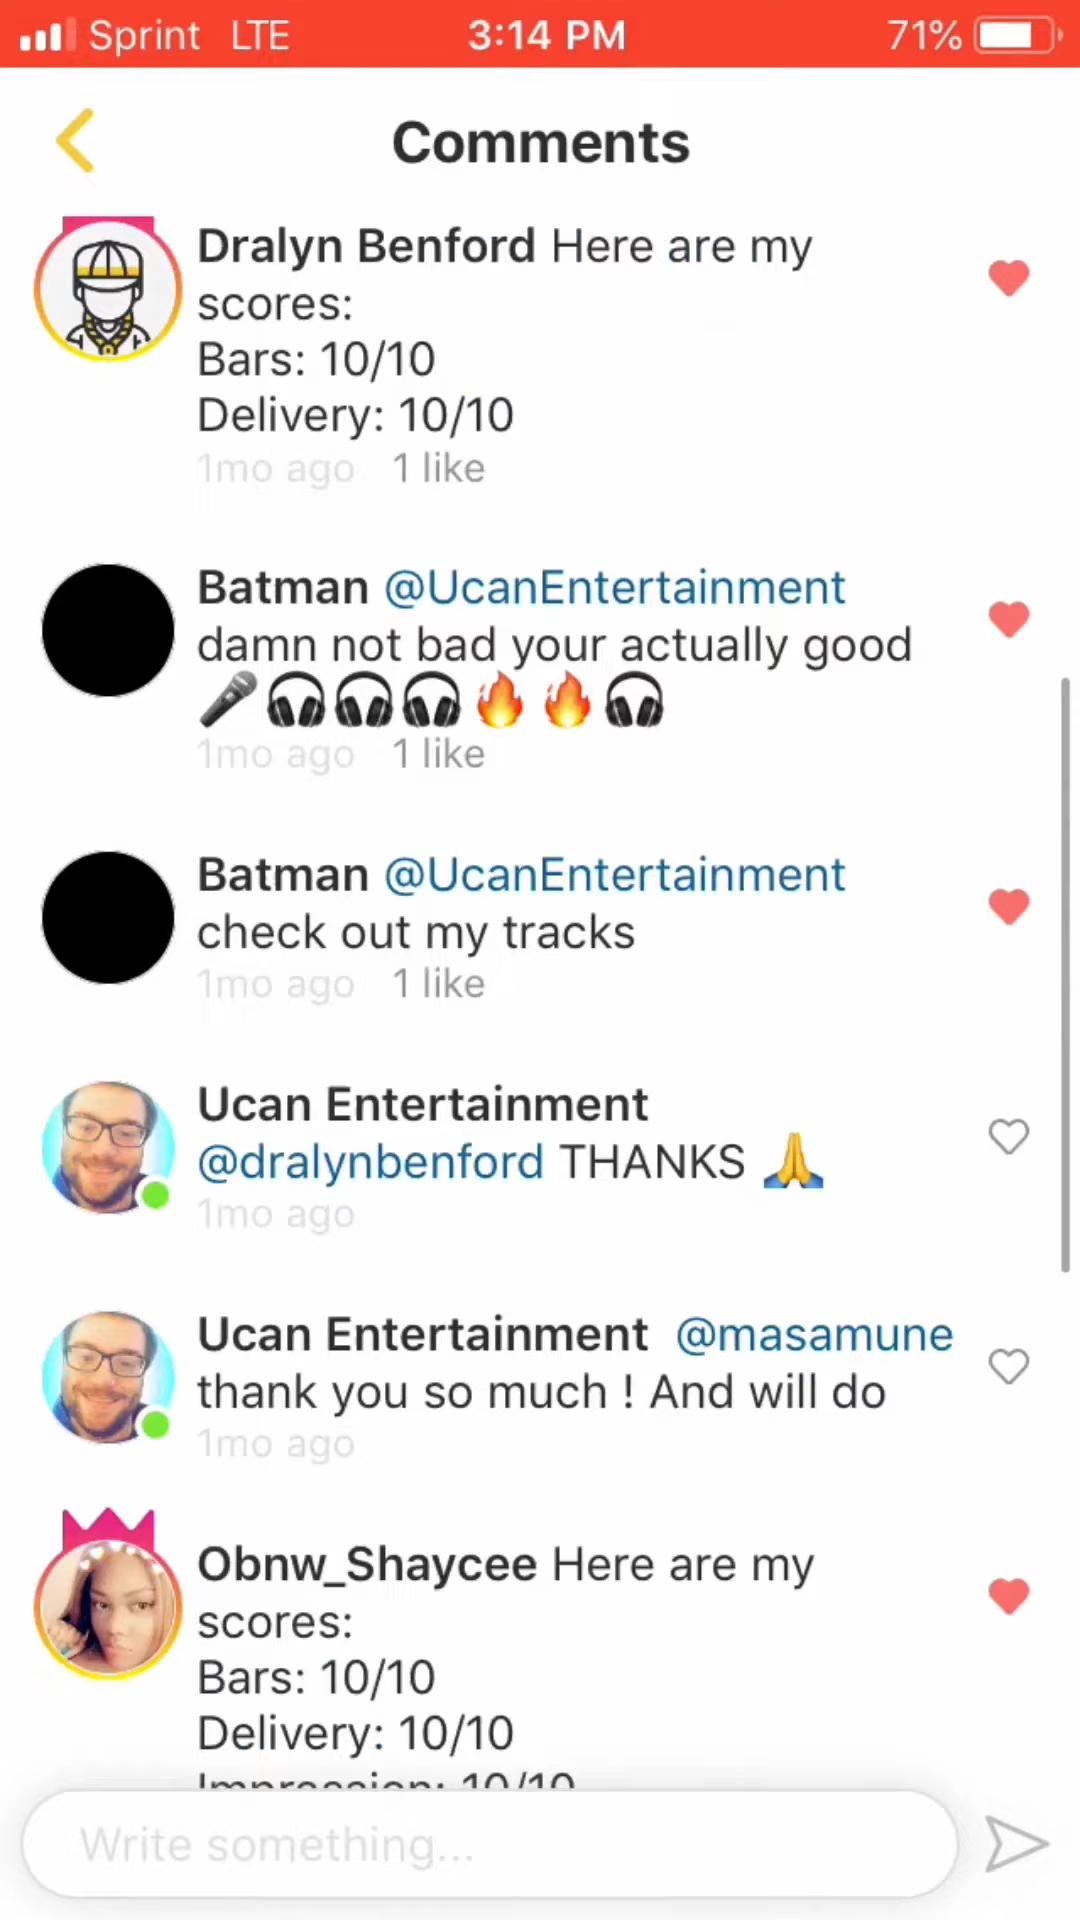 Sprint LTE 3:14 PM 71%
Comments
Dralyn Benford Here are my
scores:
Bars: 10/10
Delivery: 10/10
1mo ago 1 like
Batman @UcanEntertainment
damn not bad your actually good
🎤🎧🎧🎧🔥🔥🎧
1mo ago 1 like
Batman @UcanEntertainment
check out my tracks
1mo ago 1 like
Ucan Entertainment
@dralynbenford THANKS 🙏
1mo ago
Ucan Entertainment @masamune
thank you so much ! And will do
1mo ago
Obnw_Shaycee Here are my
scores:
Bars: 10/10
Delivery: 10/10
Impression: 10/10
Write something...